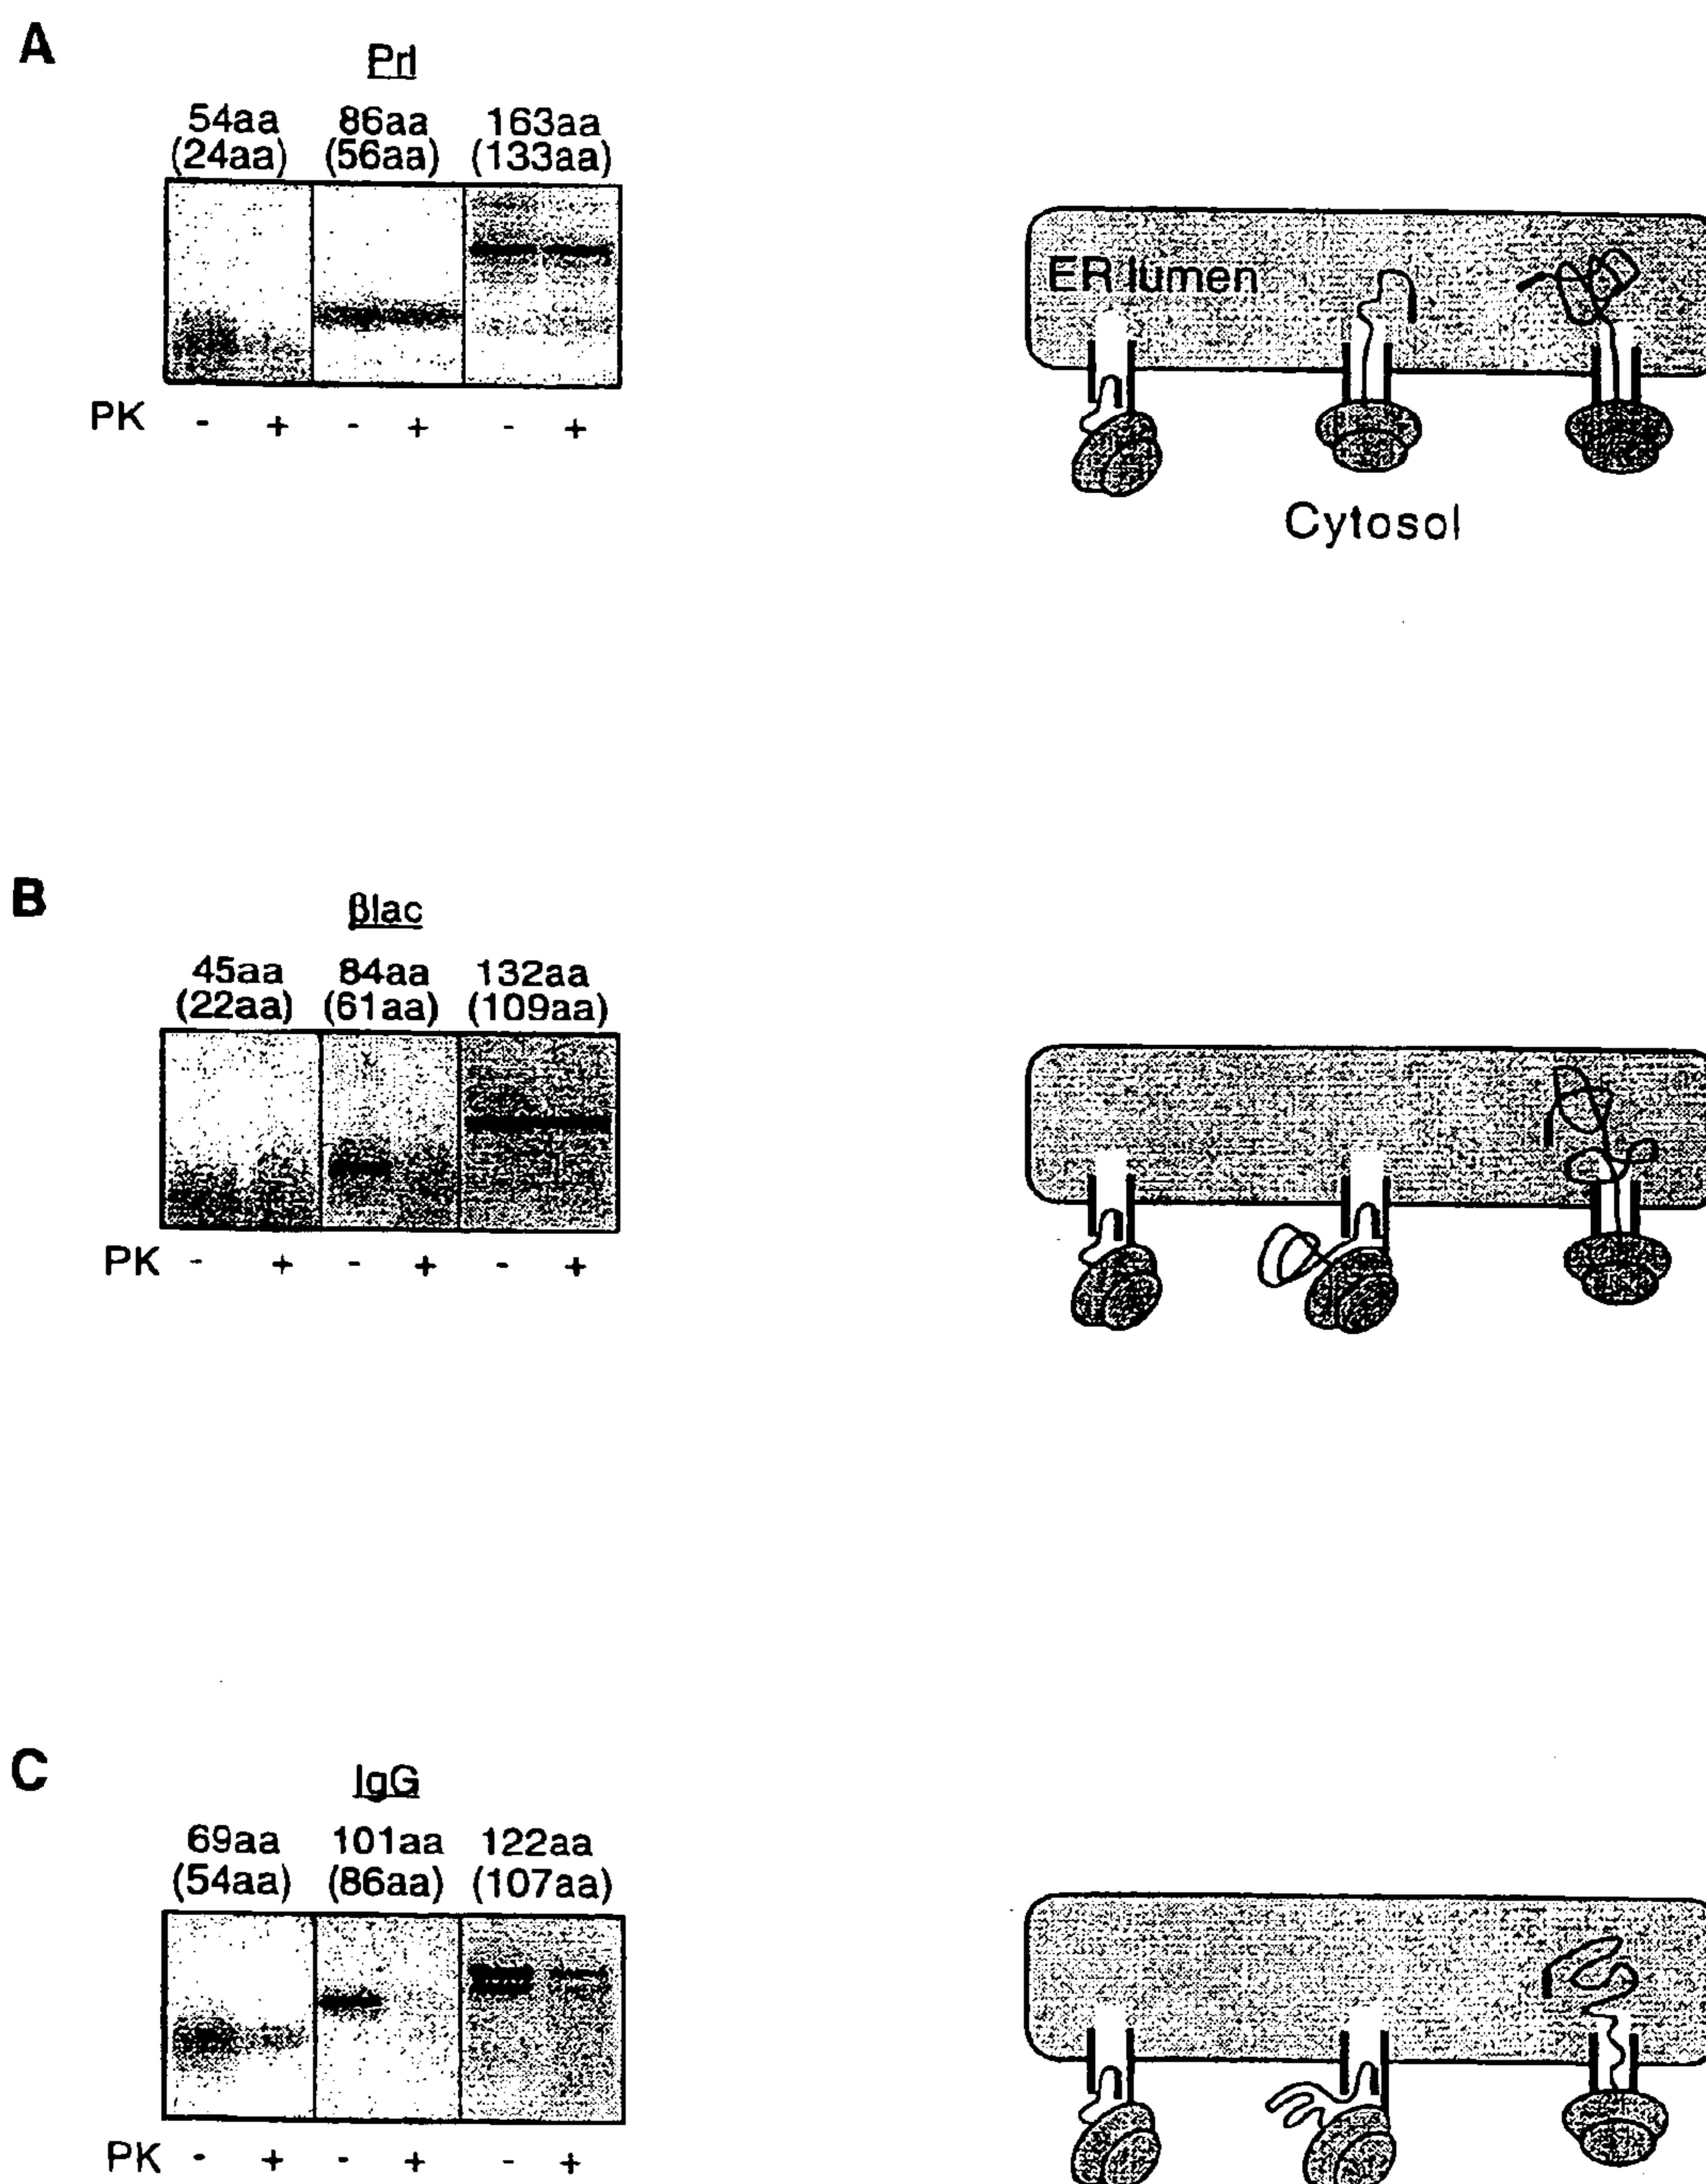 A
Prl
54aa 86aa 163aa
(24aa) (56aa) (133aa)
PK - + - + - +
ER lumen
Cytosol
B
βlac
45aa 84aa 132aa
(22aa) (61aa) (109aa)
PK - + - + - +
C
IgG
69aa 101aa 122aa
(54aa) (86aa) (107aa)
PK - + - + - +